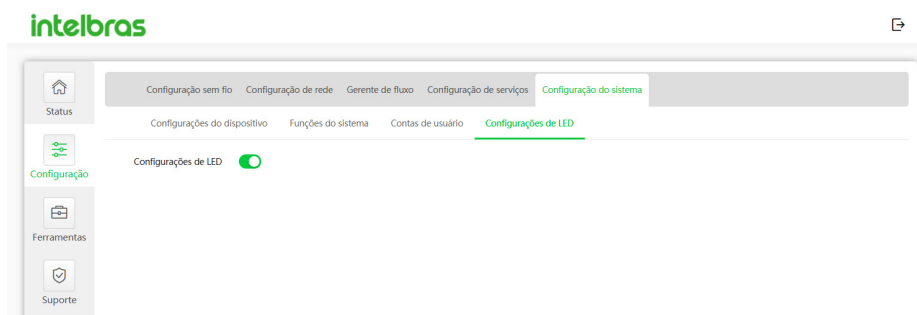 intelbras
Status
Configuração
Ferramentas
Suporte
Configuração sem fio Configuração de rede Gerente de fluxo Configuração de serviços Configuração do sistema
Configurações do dispositivo Funções do sistema Contas de usuário Configurações de LED
Configurações de LED